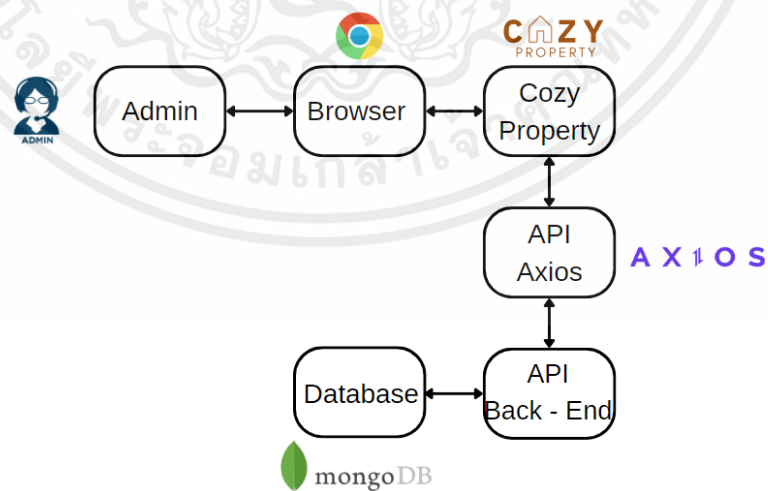 COZY
PROPERTY
Admin
Browser
Cozy
Property
ADMIN
API
Axios
AXIOS
Database
API
Back - End
mongoDB